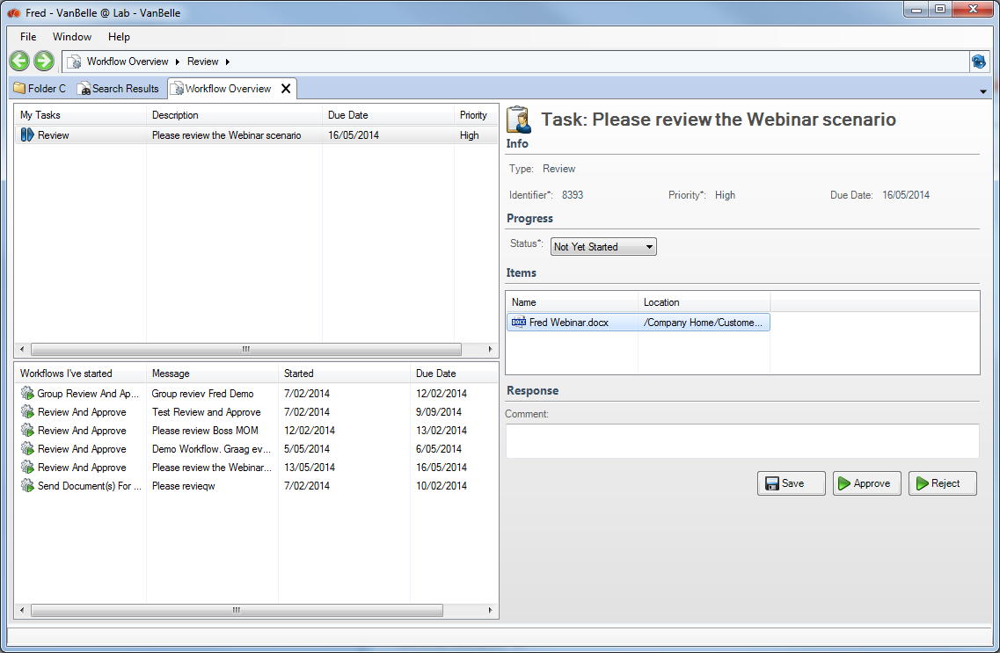 Fred - VanBelle @ Lab - VanBelle
File Window Help
Workflow Overview Review
Folder C Search Results Workflow Overview
My Tasks Description Due Date Priority
Review Please review the Webinar scenario 16/05/2014 High
Workflows I've started Message Started Due Date
Group Review And Ap... Group reviev Fred Demo 7/02/2014 12/02/2014
Review And Approve Test Review and Approve 7/02/2014 9/09/2014
Review And Approve Please review Boss MOM 12/02/2014 13/02/2014
Review And Approve Demo Workflow. Graag ev... 5/05/2014 6/05/2014
Review And Approve Please review the Webinar... 13/05/2014 16/05/2014
Send Document(s) For ... Please revieqw 7/02/2014 10/02/2014
Task: Please review the Webinar scenario
Info
Type: Review
Identifier*: 8393 Priority*: High Due Date: 16/05/2014
Progress
Status*: Not Yet Started
Items
Name Location
DOCX Fred Webinar.docx /Company Home/Custome...
Response
Comment:
Save Approve Reject